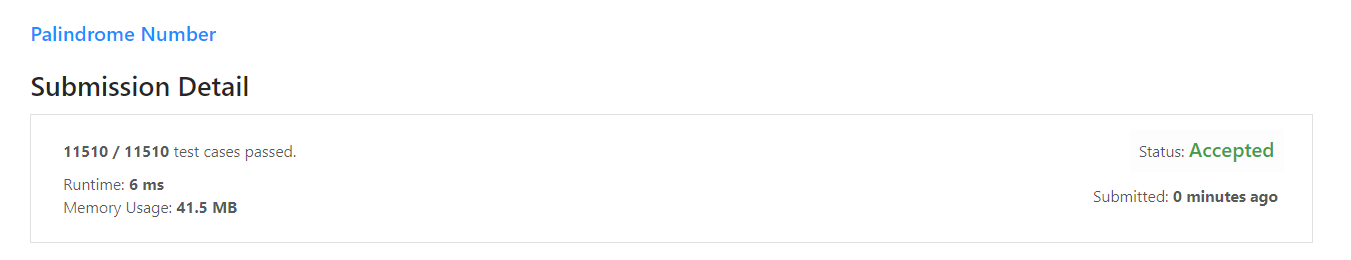 Palindrome Number
Submission Detail
11510 / 11510 test cases passed.
Status: Accepted
Runtime: 6 ms
Submitted: 0 minutes ago
Memory Usage: 41.5 MB